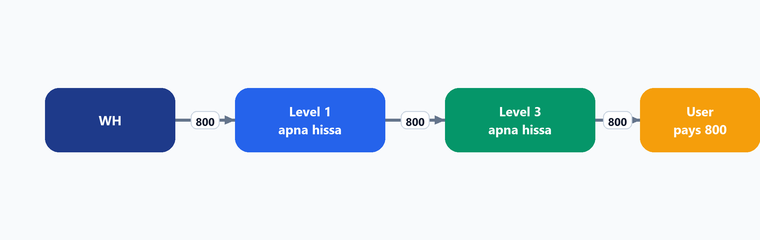 WH
800
Level 1
apna hissa
800
Level 3
apna hissa
800
User
pays 800